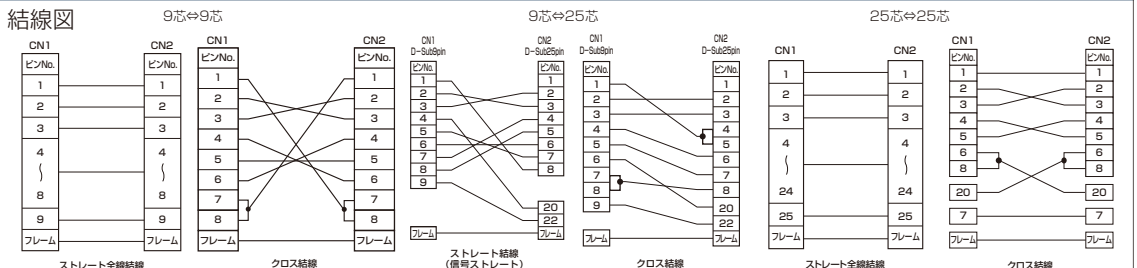 結線図
9芯⇔9芯
9芯⇔25芯
25芯⇔25芯
CN1
CN2
ピンNo.
ピンNo.
1
1
2
2
3
3
4
4
〜
〜
8
8
9
9
フレーム
フレーム
ストレート全線結線
CN1
CN2
ピンNo.
ピンNo.
1
1
2
2
3
3
4
4
5
5
6
6
7
7
8
8
フレーム
フレーム
クロス結線
CN1
D-Sub9pin
CN2
D-Sub25pin
ピンNo.
ピンNo.
1
1
2
2
3
3
4
4
5
5
6
6
7
7
8
8
9
20
22
フレーム
フレーム
ストレート結線
(信号ストレート)
CN1
D-Sub9pin
CN2
D-Sub25pin
ピンNo.
ピンNo.
1
1
2
2
3
3
4
4
5
5
6
6
7
7
8
8
9
20
22
フレーム
フレーム
クロス結線
CN1
CN2
1
1
2
2
3
3
4
4
〜
〜
24
24
25
25
フレーム
フレーム
ストレート全線結線
CN1
CN2
ピンNo.
ピンNo.
1
1
2
2
3
3
4
4
5
5
6
6
8
8
20
20
7
7
フレーム
フレーム
クロス結線